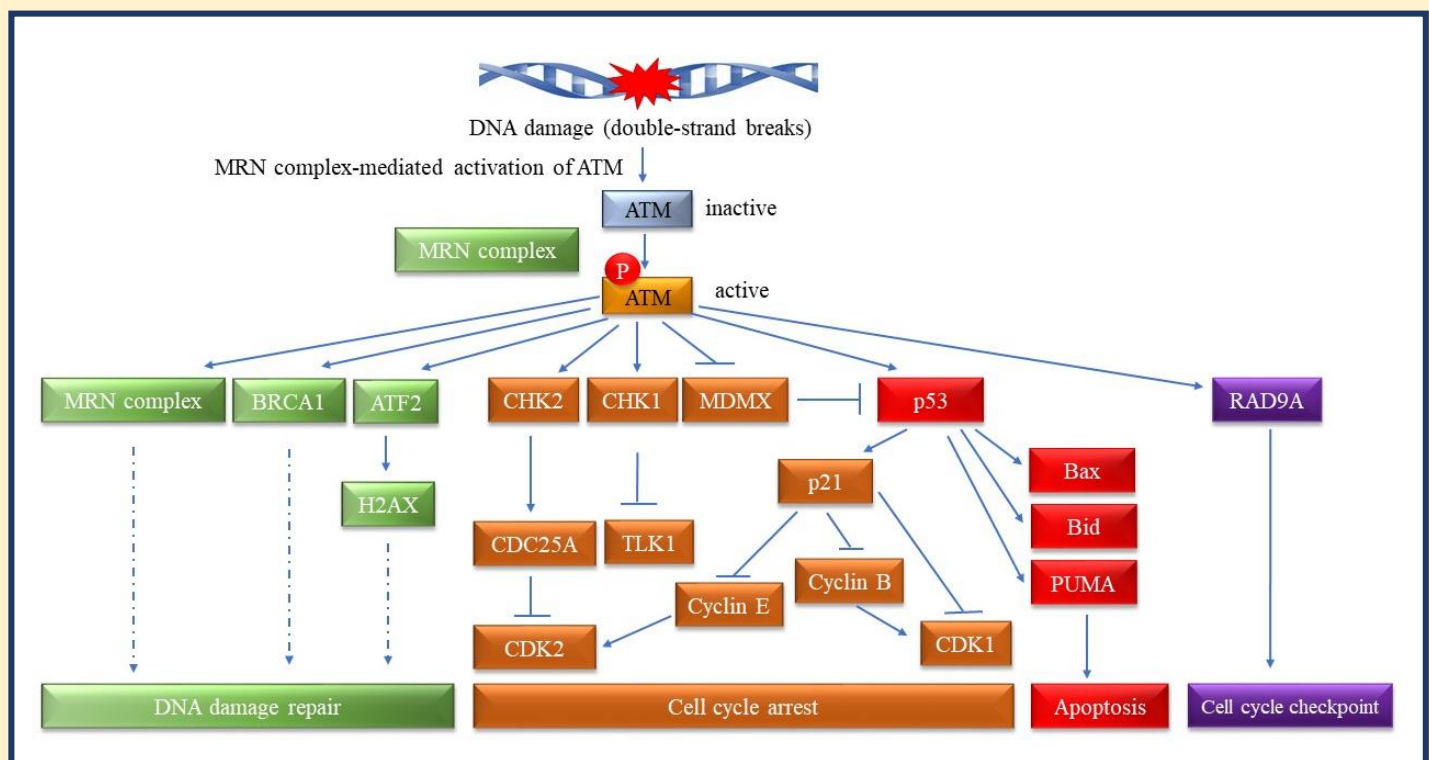 DNA damage (double-strand breaks)
MRN complex-mediated activation of ATM
ATM
inactive
MRN complex
P
ATM
active
MRN complex
BRCA1
ATF2
CHK2
CHK1
MDMX
p53
RAD9A
H2AX
p21
Bax
Bid
CDC25A
TLK1
Cyclin E
Cyclin B
PUMA
CDK2
CDK1
DNA damage repair
Cell cycle arrest
Apoptosis
Cell cycle checkpoint